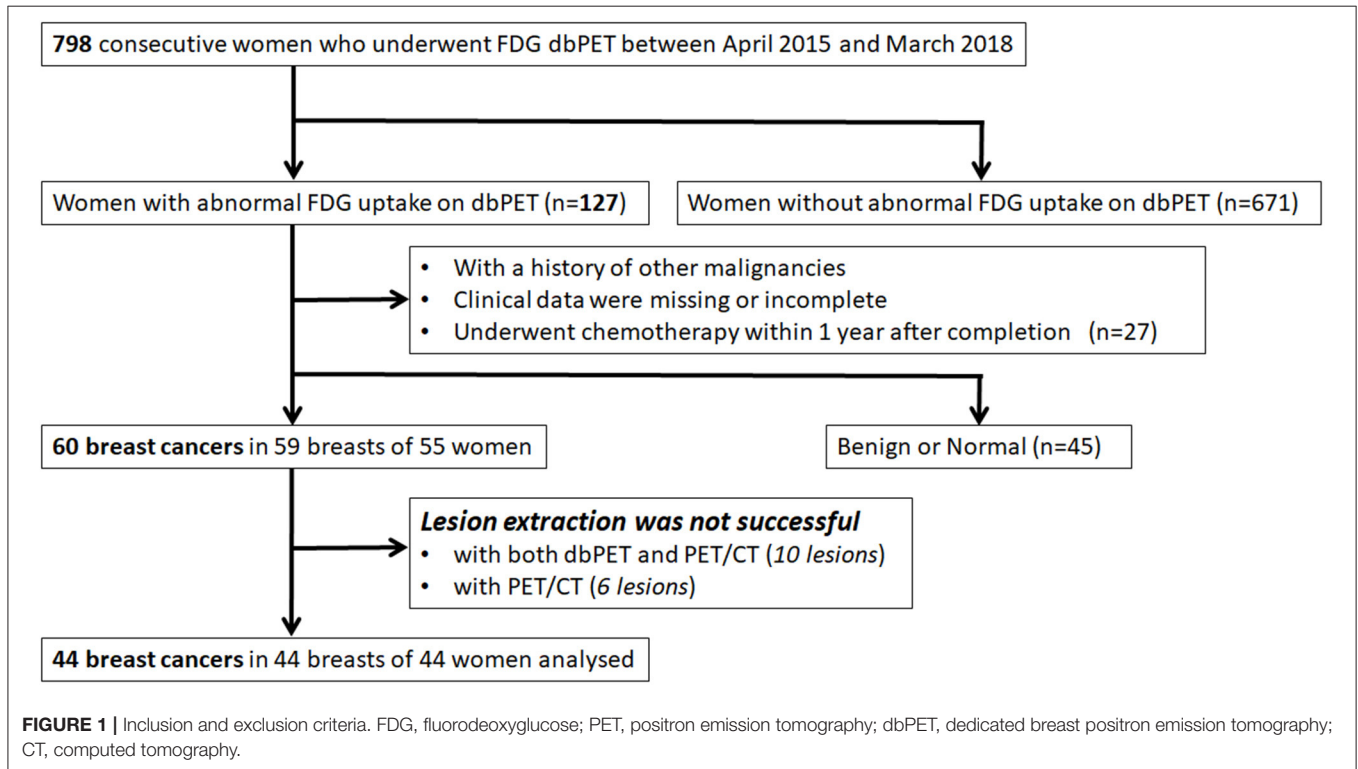 798 consecutive women who underwent FDG dbPET between April 2015 and March 2018
Women with abnormal FDG uptake on dbPET (n=127)
Women without abnormal FDG uptake on dbPET (n=671)
• With a history of other malignancies
• Clinical data were missing or incomplete
• Underwent chemotherapy within 1 year after completion (n=27)
60 breast cancers in 59 breasts of 55 women
Benign or Normal (n=45)
Lesion extraction was not successful
• with both dbPET and PET/CT (10 lesions)
• with PET/CT (6 lesions)
44 breast cancers in 44 breasts of 44 women analysed
FIGURE 1 | Inclusion and exclusion criteria. FDG, fluorodeoxyglucose; PET, positron emission tomography; dbPET, dedicated breast positron emission tomography;
CT, computed tomography.